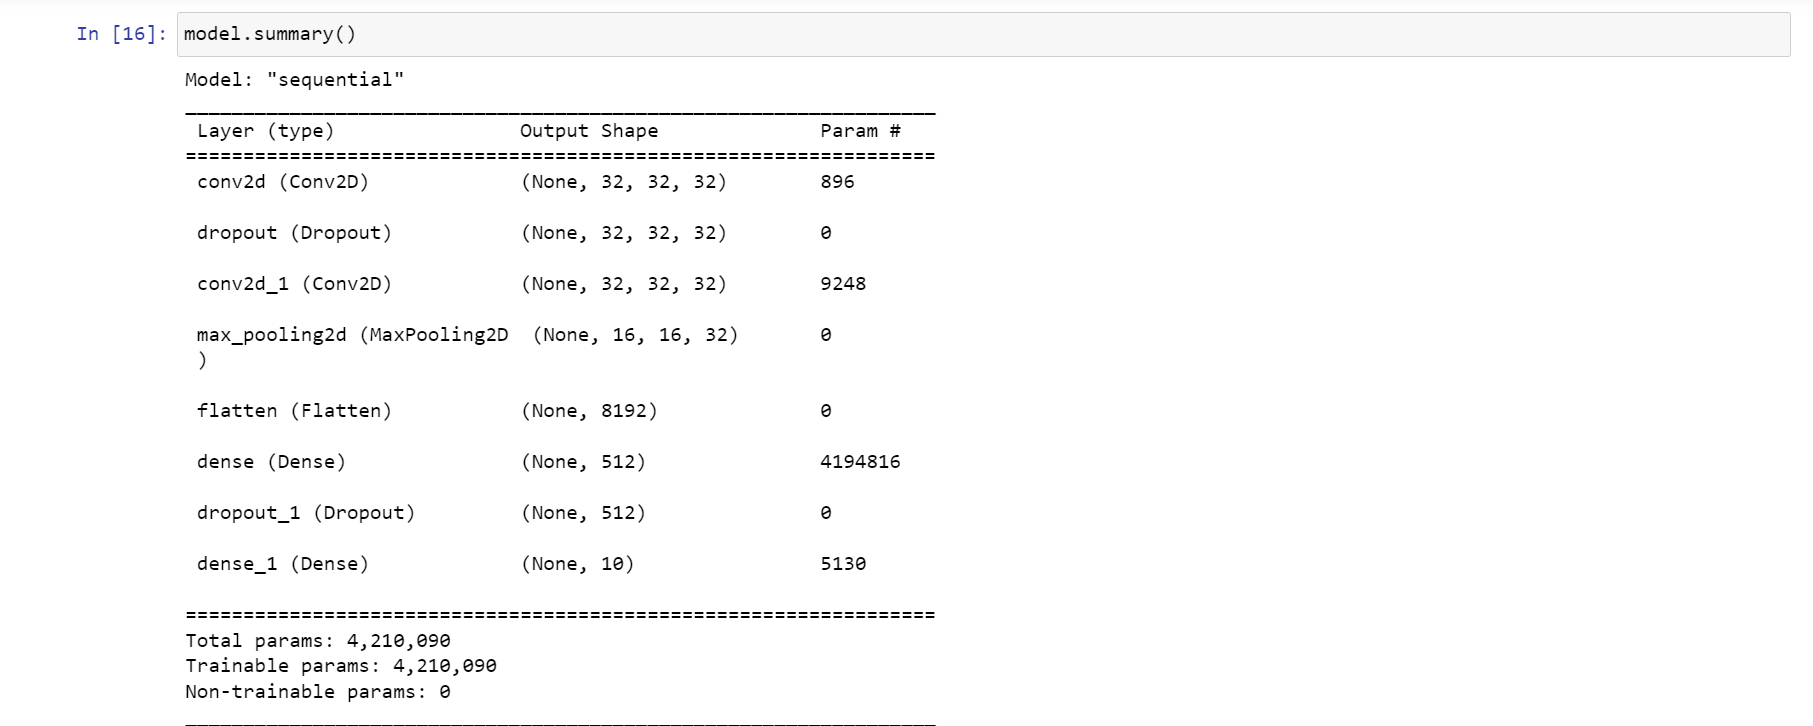 In [16]: model.summary()
Model: "sequential"
_________________________________________________________________
Layer (type) Output Shape Param #
=================================================================
conv2d (Conv2D) (None, 32, 32, 32) 896
dropout (Dropout) (None, 32, 32, 32) 0
conv2d_1 (Conv2D) (None, 32, 32, 32) 9248
max_pooling2d (MaxPooling2D (None, 16, 16, 32) 0
)
flatten (Flatten) (None, 8192) 0
dense (Dense) (None, 512) 4194816
dropout_1 (Dropout) (None, 512) 0
dense_1 (Dense) (None, 10) 5130
=================================================================
Total params: 4,210,090
Trainable params: 4,210,090
Non-trainable params: 0
_________________________________________________________________